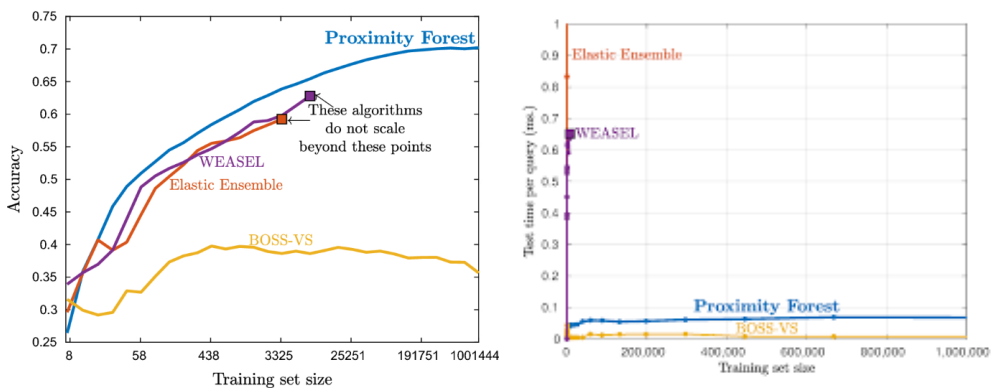 0.75
0.7
0.65
0.6
0.55
0.5
0.45
0.4
0.35
0.3
0.25
Accuracy
Proximity Forest
These algorithms
do not scale
beyond these points
WEASEL
Elastic Ensemble
BOSS-VS
8
58
438
3325
25251
191751
1001444
Training set size
1
0.9
0.8
0.7
0.6
0.5
0.4
0.3
0.2
0.1
0
Test time per query (ms.)
Elastic Ensemble
WEASEL
Proximity Forest
BOSS-VS
0
200,000
400,000
600,000
800,000
1,000,000
Training set size